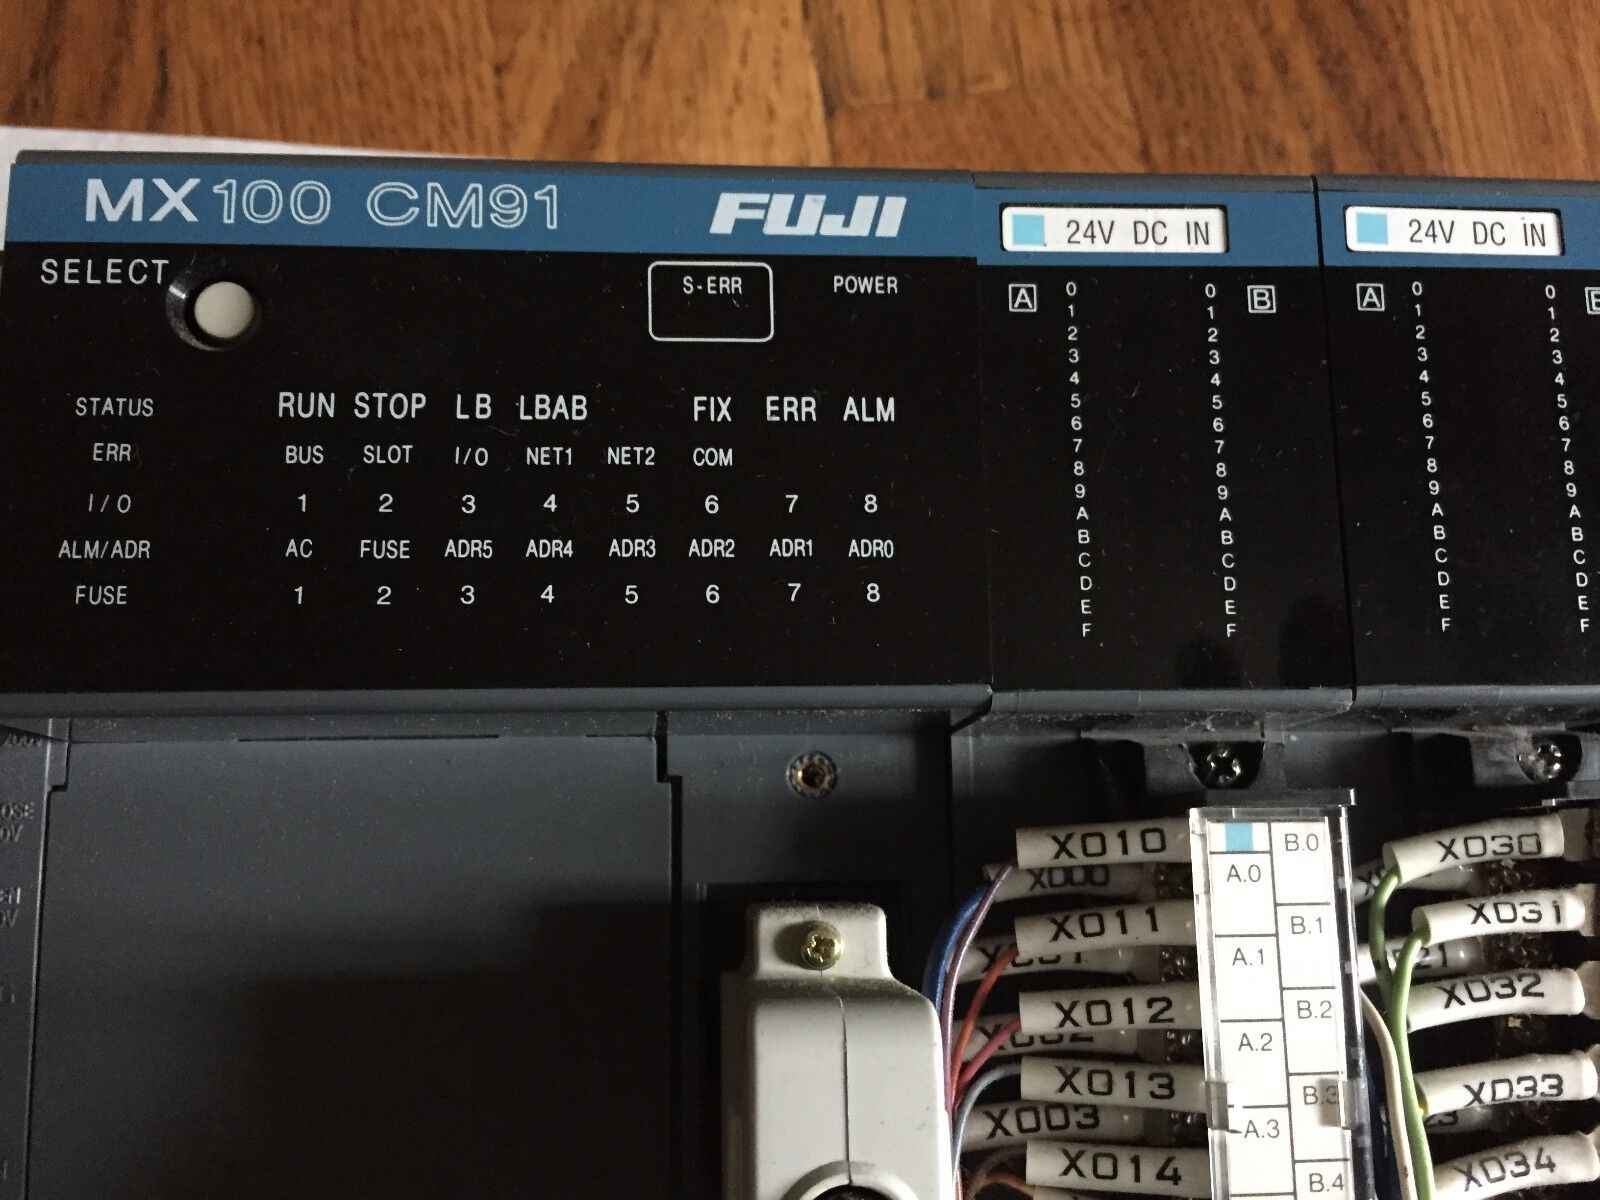 MX100 CM91 FUJI
24V DC IN
24V DC IN
SELECT
S-ERR POWER
STATUS RUN STOP LB LBAB FIX ERR ALM
ERR BUS SLOT I/O NET1 NET2 COM
I/O 1 2 3 4 5 6 7 8
ALM/ADR AC FUSE ADR5 ADR4 ADR3 ADR2 ADR1 ADR0
FUSE 1 2 3 4 5 6 7 8
A 0 0 B
1 1
2 2
3 3
4 4
5 5
6 6
7 7
8 8
9 9
A A
B B
C C
D D
E E
F F
A 0 0
1 1
2 2
3 3
4 4
5 5
6 6
7 7
8 8
9 9
A A
B B
C C
D D
E E
F F
X010
X000
X011
X012
X013
X003
X014
B.0
A.0
B.1
A.1
B.2
A.2
B.3
A.3
B.4
X030
X031
X032
X033
X034